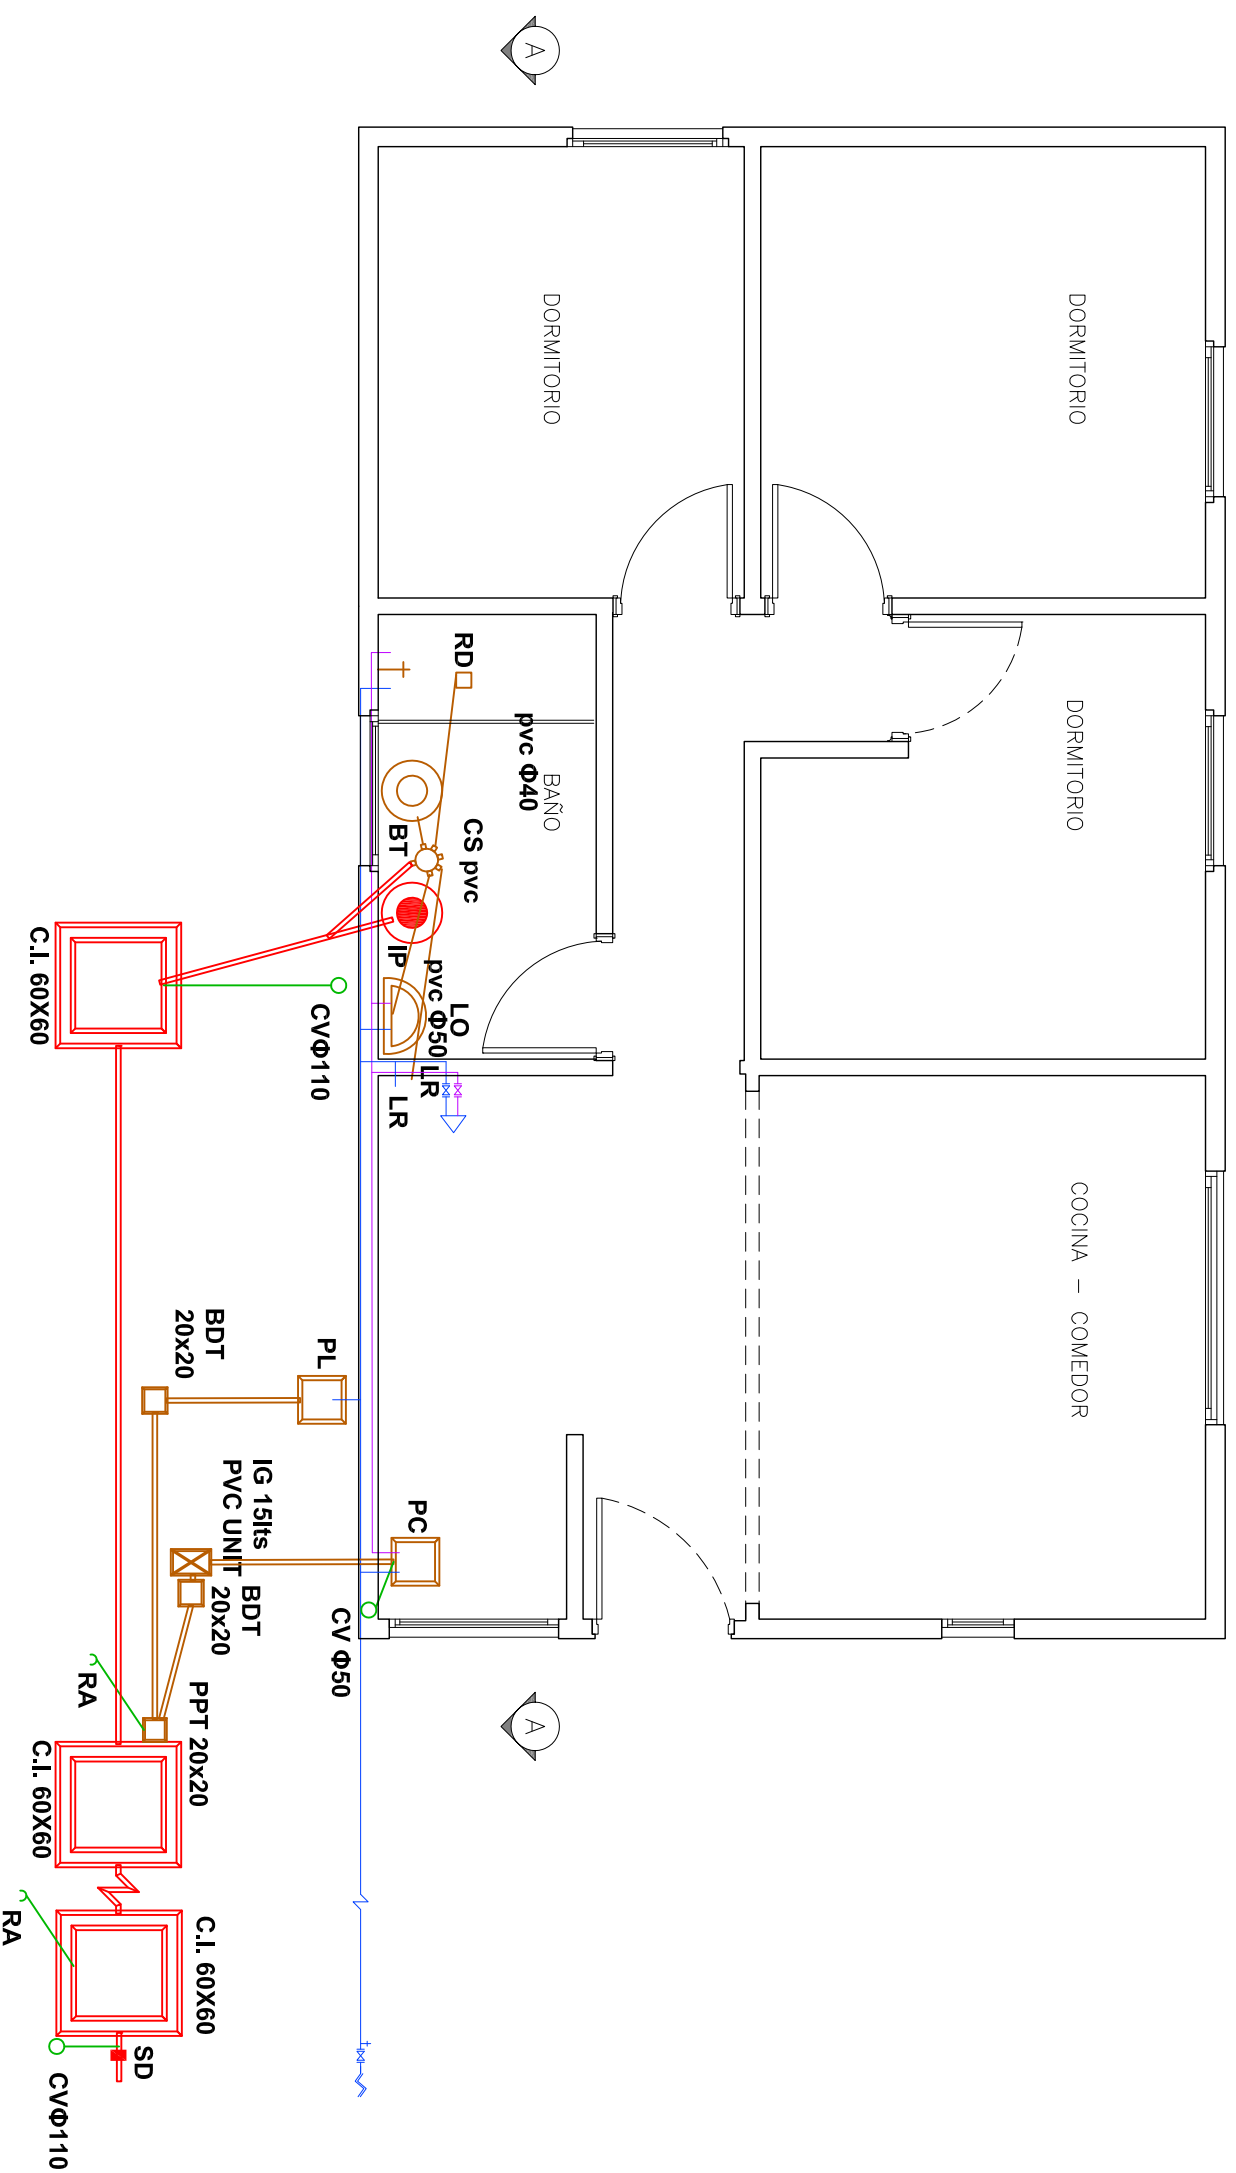 A
DORMITORIO
DORMITORIO
RD
DORMITORIO
pvc Φ40
BAÑO
CS pvc
BT
IP
pvc Φ50
LO
LR
LR
C.I. 60X60
CVΦ110
COCINA - COMEDOR
BDT
20x20
PL
IG 15lts
PVC UNIT
PC
BDT
20x20
CV Φ50
RA
PPT 20x20
A
C.I. 60X60
RA
C.I. 60X60
SD
CVΦ110